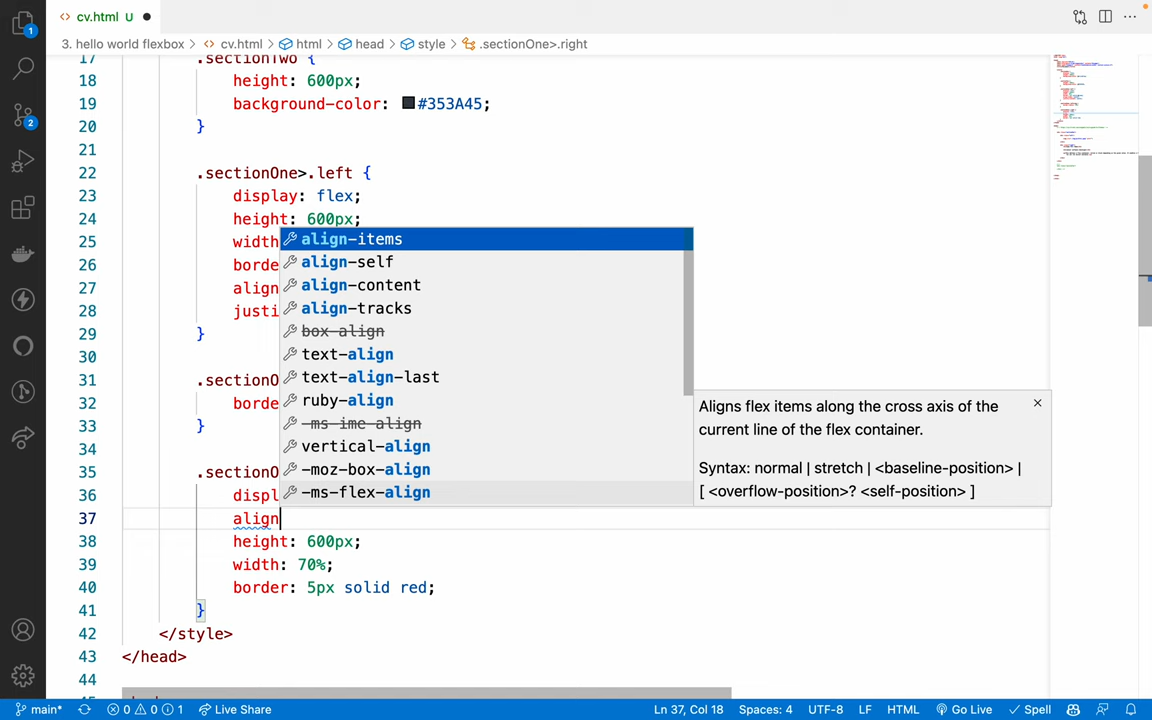 cv.html U
3. hello world flexbox > cv.html > html > head > style > .sectionOne>.right
17 .sectionTwo {
18 height: 600px;
19 background-color: #353A45;
20 }
21
22 .sectionOne>.left {
23 display: flex;
24 height: 600px;
25 width
26 borde
27 align
28 justi
29 }
30
31 .sectionO
32 borde
33 }
34
35 .sectionO
36 displ
37 align
38 height: 600px;
39 width: 70%;
40 border: 5px solid red;
41 }
42 </style>
43 </head>
44
align-items
align-self
align-content
align-tracks
box-align
text-align
text-align-last
ruby-align
-ms-ime-align
vertical-align
-moz-box-align
-ms-flex-align
Aligns flex items along the cross axis of the
current line of the flex container.
Syntax: normal | stretch | <baseline-position> |
[ <overflow-position>? <self-position> ]
1
2
main* 0 0 1 Live Share Ln 37, Col 18 Spaces: 4 UTF-8 LF HTML Go Live Spell